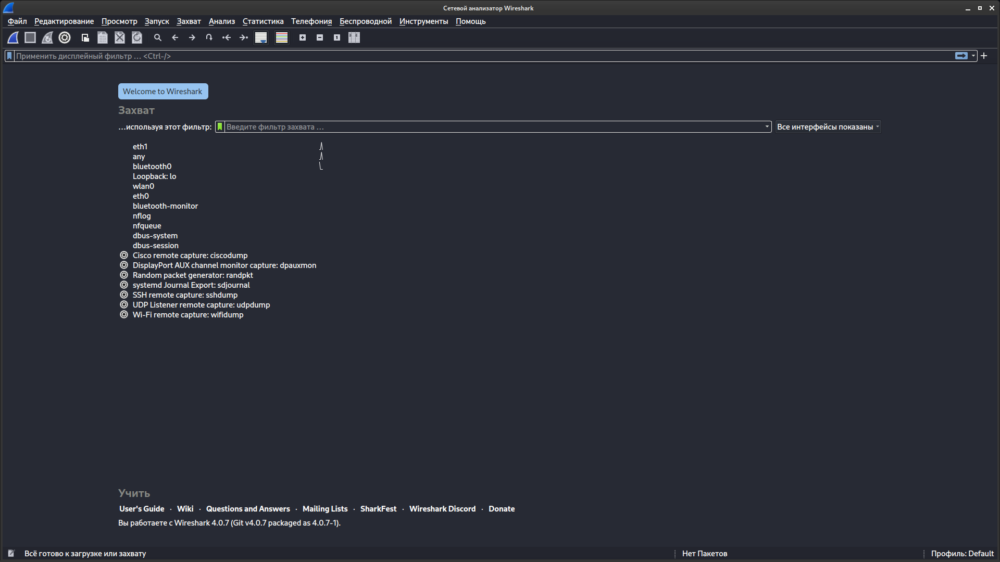 Сетевой анализатор Wireshark
Файл Редактирование Просмотр Запуск Захват Анализ Статистика Телефония Беспроводной Инструменты Помощь
Применить дисплейный фильтр ... <Ctrl-/>
Welcome to Wireshark
Захват
...используя этот фильтр: Введите фильтр захвата ... Все интерфейсы показаны
eth1
any
bluetooth0
Loopback: lo
wlan0
eth0
bluetooth-monitor
nflog
nfqueue
dbus-system
dbus-session
Cisco remote capture: ciscodump
DisplayPort AUX channel monitor capture: dpauxmon
Random packet generator: randpkt
systemd Journal Export: sdjournal
SSH remote capture: sshdump
UDP Listener remote capture: udpdump
Wi-Fi remote capture: wifidump
Учить
User's Guide · Wiki · Questions and Answers · Mailing Lists · SharkFest · Wireshark Discord · Donate
Вы работаете с Wireshark 4.0.7 (Git v4.0.7 packaged as 4.0.7-1).
Всё готово к загрузке или захвату Нет Пакетов Профиль: Default